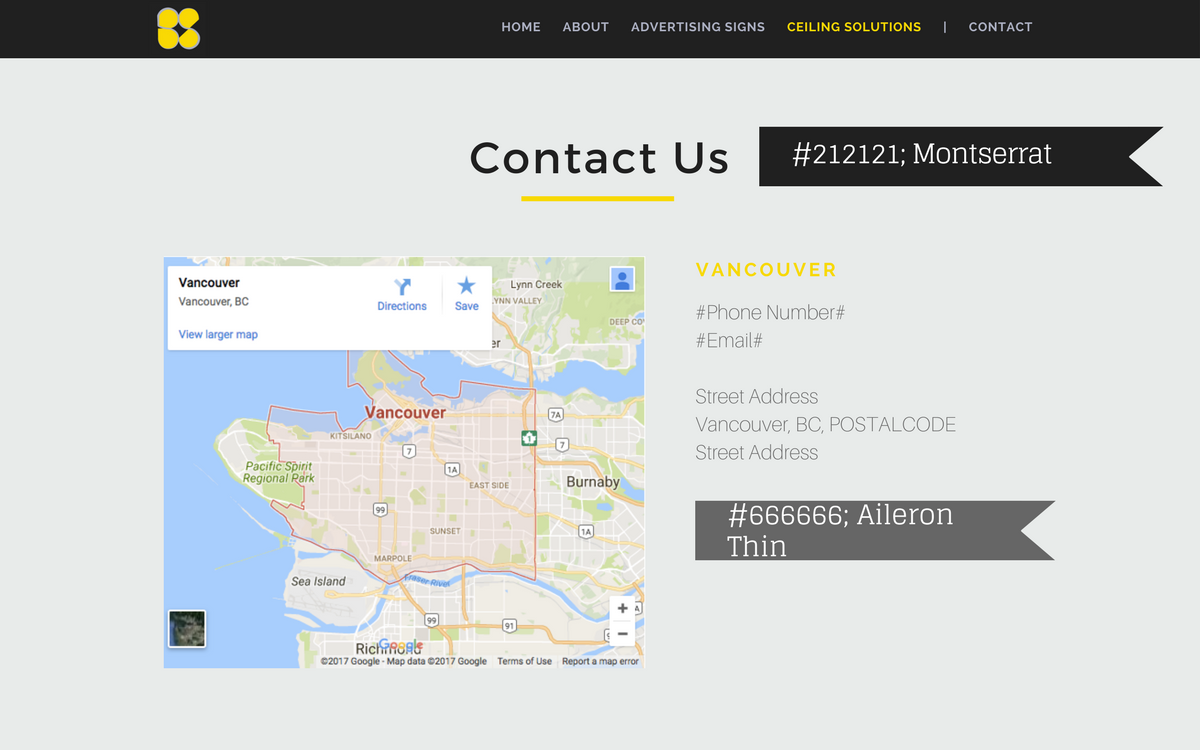 HOME ABOUT ADVERTISING SIGNS CEILING SOLUTIONS | CONTACT
Contact Us
#212121; Montserrat
Vancouver
Vancouver, BC
View larger map
Directions
Save
Lynn Creek
LYNN VALLEY
DEEP CO
er
Vancouver
7A
KITSILANO
1
7
7
1A
Pacific Spirit
Regional Park
EAST SIDE
Burnaby
99
SUNSET
1A
MARPOLE
Sea Island
Fraser River
99
91
A
Richmond
Google
©2017 Google - Map data ©2017 Google Terms of Use Report a map error
VANCOUVER
#Phone Number#
#Email#
Street Address
Vancouver, BC, POSTALCODE
Street Address
#666666; Aileron
Thin